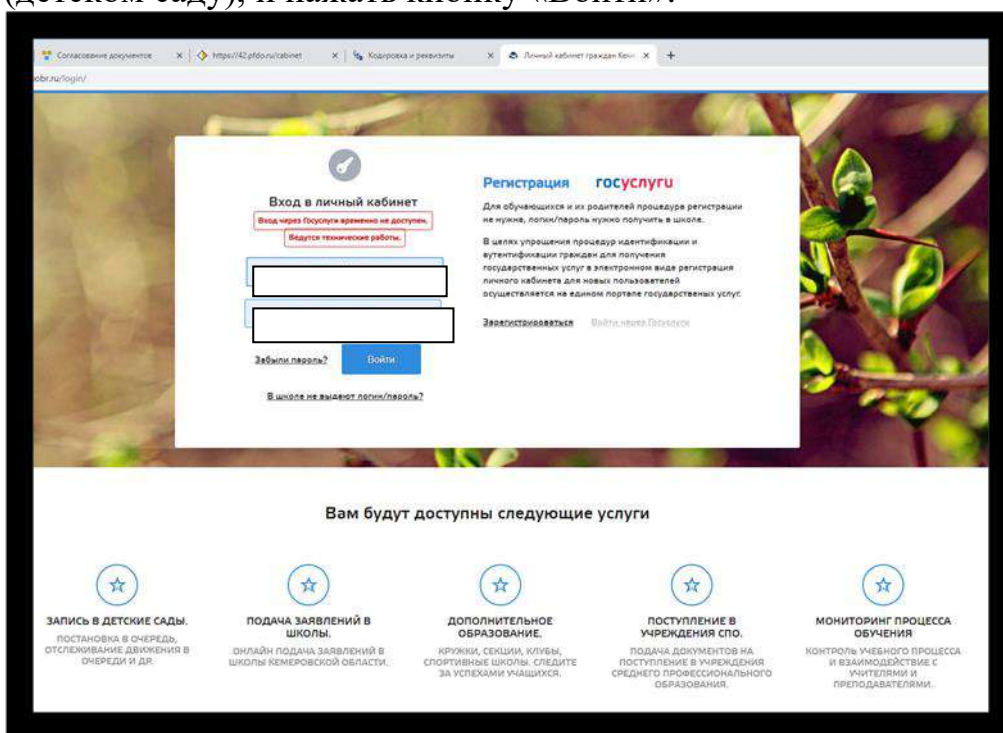 (детском саду), и нажать кнопку «Войти».
Согласование документов
https://42.pfdo.ru/cabinet
Кодировка и реквизиты
Личный кабинет граждан Кем
obr.ru/login/
Вход в личный кабинет
Вход через Госуслуги временно не доступен.
Ведутся технические работы.
Забыли пароль?
Войти
В школе не выдают логин/пароль?
Регистрация
госуслуги
Для обучающихся и их родителей процедура регистрации
не нужна, логин/пароль нужно получить в школе.
В целях упрощения процедур идентификации и
аутентификации граждан для получения
государственных услуг в электронном виде регистрация
личного кабинета для новых пользователей
осуществляется на едином портале государственных услуг.
Зарегистрироваться
Войти через Госуслуги
Вам будут доступны следующие услуги
ЗАПИСЬ В ДЕТСКИЕ САДЫ.
ПОСТАНОВКА В ОЧЕРЕДЬ,
ОТСЛЕЖИВАНИЕ ДВИЖЕНИЯ В
ОЧЕРЕДИ И ДР.
ПОДАЧА ЗАЯВЛЕНИЙ В
ШКОЛЫ.
ОНЛАЙН ПОДАЧА ЗАЯВЛЕНИЙ В
ШКОЛЫ КЕМЕРОВСКОЙ ОБЛАСТИ.
ДОПОЛНИТЕЛЬНОЕ
ОБРАЗОВАНИЕ.
КРУЖКИ, СЕКЦИИ, КЛУБЫ,
СПОРТИВНЫЕ ШКОЛЫ. СЛЕДИТЕ
ЗА УСПЕХАМИ УЧАЩИХСЯ.
ПОСТУПЛЕНИЕ В
УЧРЕЖДЕНИЯ СПО.
ПОДАЧА ДОКУМЕНТОВ НА
ПОСТУПЛЕНИЕ В УЧРЕЖДЕНИЯ
СРЕДНЕГО ПРОФЕССИОНАЛЬНОГО
ОБРАЗОВАНИЯ.
МОНИТОРИНГ ПРОЦЕССА
ОБУЧЕНИЯ
КОНТРОЛЬ УЧЕБНОГО ПРОЦЕССА
И ВЗАИМОДЕЙСТВИЕ С
УЧИТЕЛЯМИ И
ПРЕПОДАВАТЕЛЯМИ.